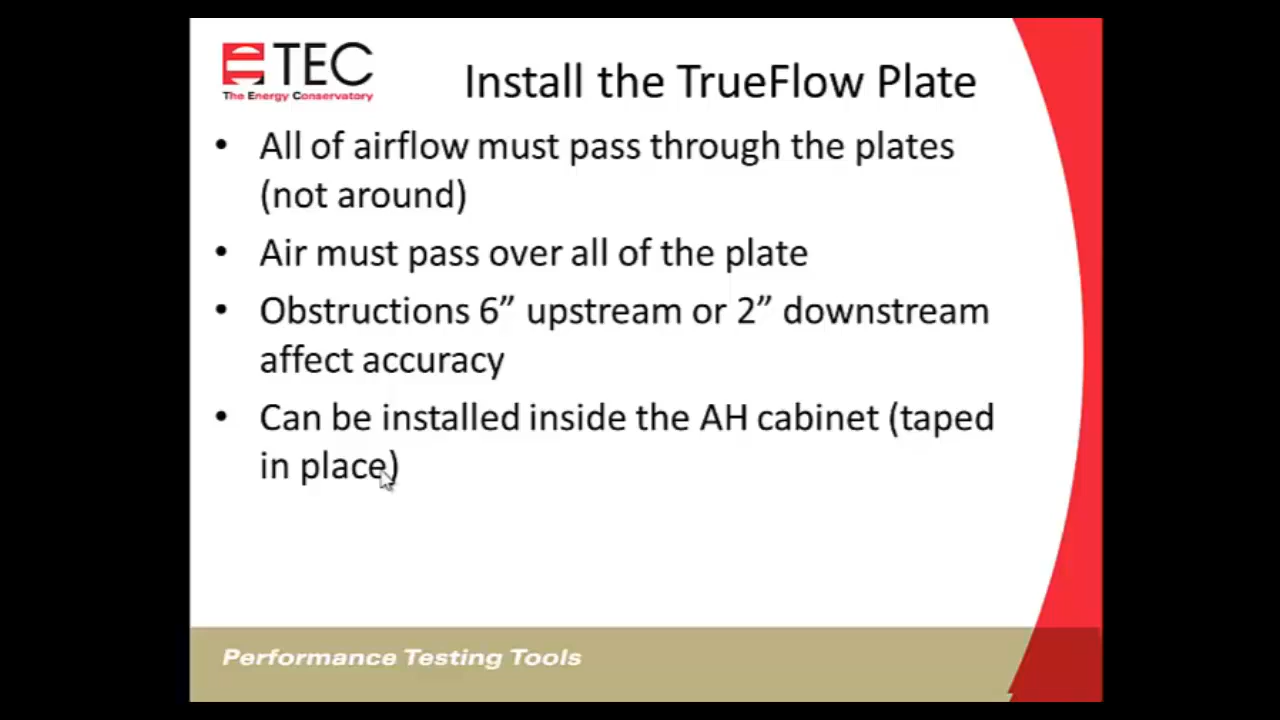 TEC
The Energy Conservatory
Install the TrueFlow Plate
• All of airflow must pass through the plates
(not around)
• Air must pass over all of the plate
• Obstructions 6” upstream or 2” downstream
affect accuracy
• Can be installed inside the AH cabinet (taped
in place)
Performance Testing Tools